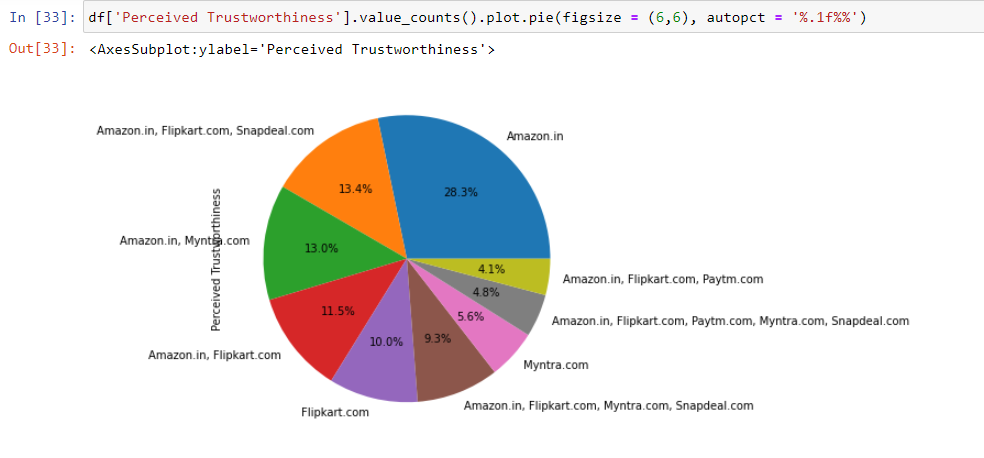 In [33]: df['Perceived Trustworthiness'].value_counts().plot.pie(figsize = (6,6), autopct = '%.1f%%')
Out[33]: <AxesSubplot:ylabel='Perceived Trustworthiness'>
Amazon.in, Flipkart.com, Snapdeal.com
Amazon.in
13.4%
28.3%
Perceived Trustworthiness
Amazon.in, Myntra.com
13.0%
4.1%
Amazon.in, Flipkart.com, Paytm.com
4.8%
11.5%
5.6%
Amazon.in, Flipkart.com, Paytm.com, Myntra.com, Snapdeal.com
10.0%
9.3%
Amazon.in, Flipkart.com
Myntra.com
Flipkart.com
Amazon.in, Flipkart.com, Myntra.com, Snapdeal.com